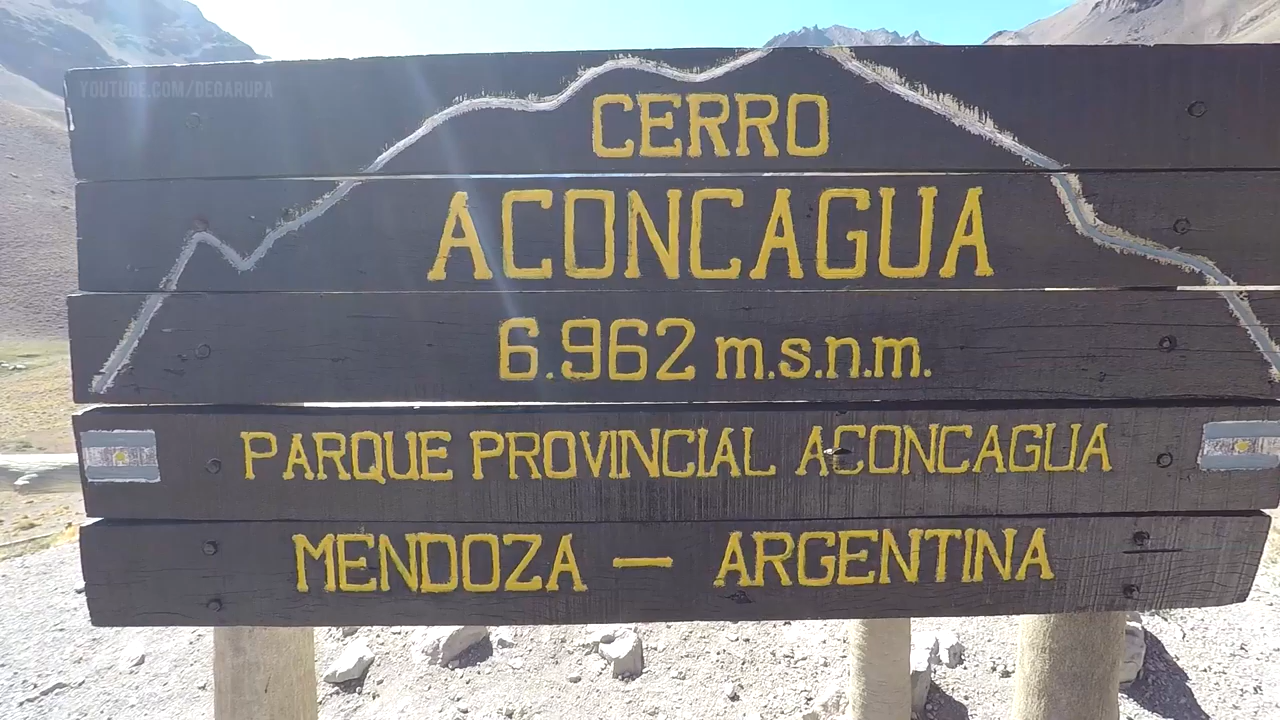 YOUTUBE.COM/DEDARUPA
CERRO
ACONCAGUA
6.962 m.s.n.m.
PARQUE PROVINCIAL ACONCAGUA
MENDOZA — ARGENTINA